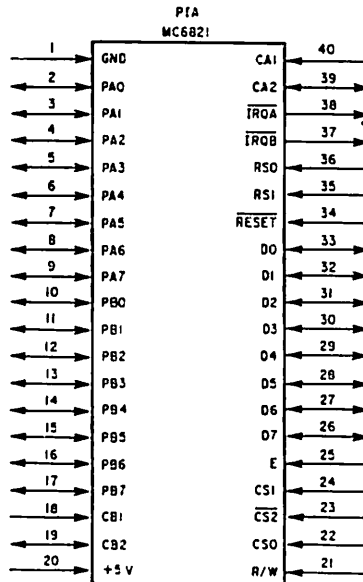 PIA
MC6821
1 GND CA1 40
2 PA0 CA2 39
3 PA1 IRQA 38
4 PA2 IRQB 37
5 PA3 RS0 36
6 PA4 RS1 35
7 PA5 RESET 34
8 PA6 D0 33
9 PA7 D1 32
10 PB0 D2 31
11 PB1 D3 30
12 PB2 D4 29
13 PB3 D5 28
14 PB4 D6 27
15 PB5 D7 26
16 PB6 E 25
17 PB7 CS1 24
18 CB1 CS2 23
19 CB2 CS0 22
20 +5 V R/W 21